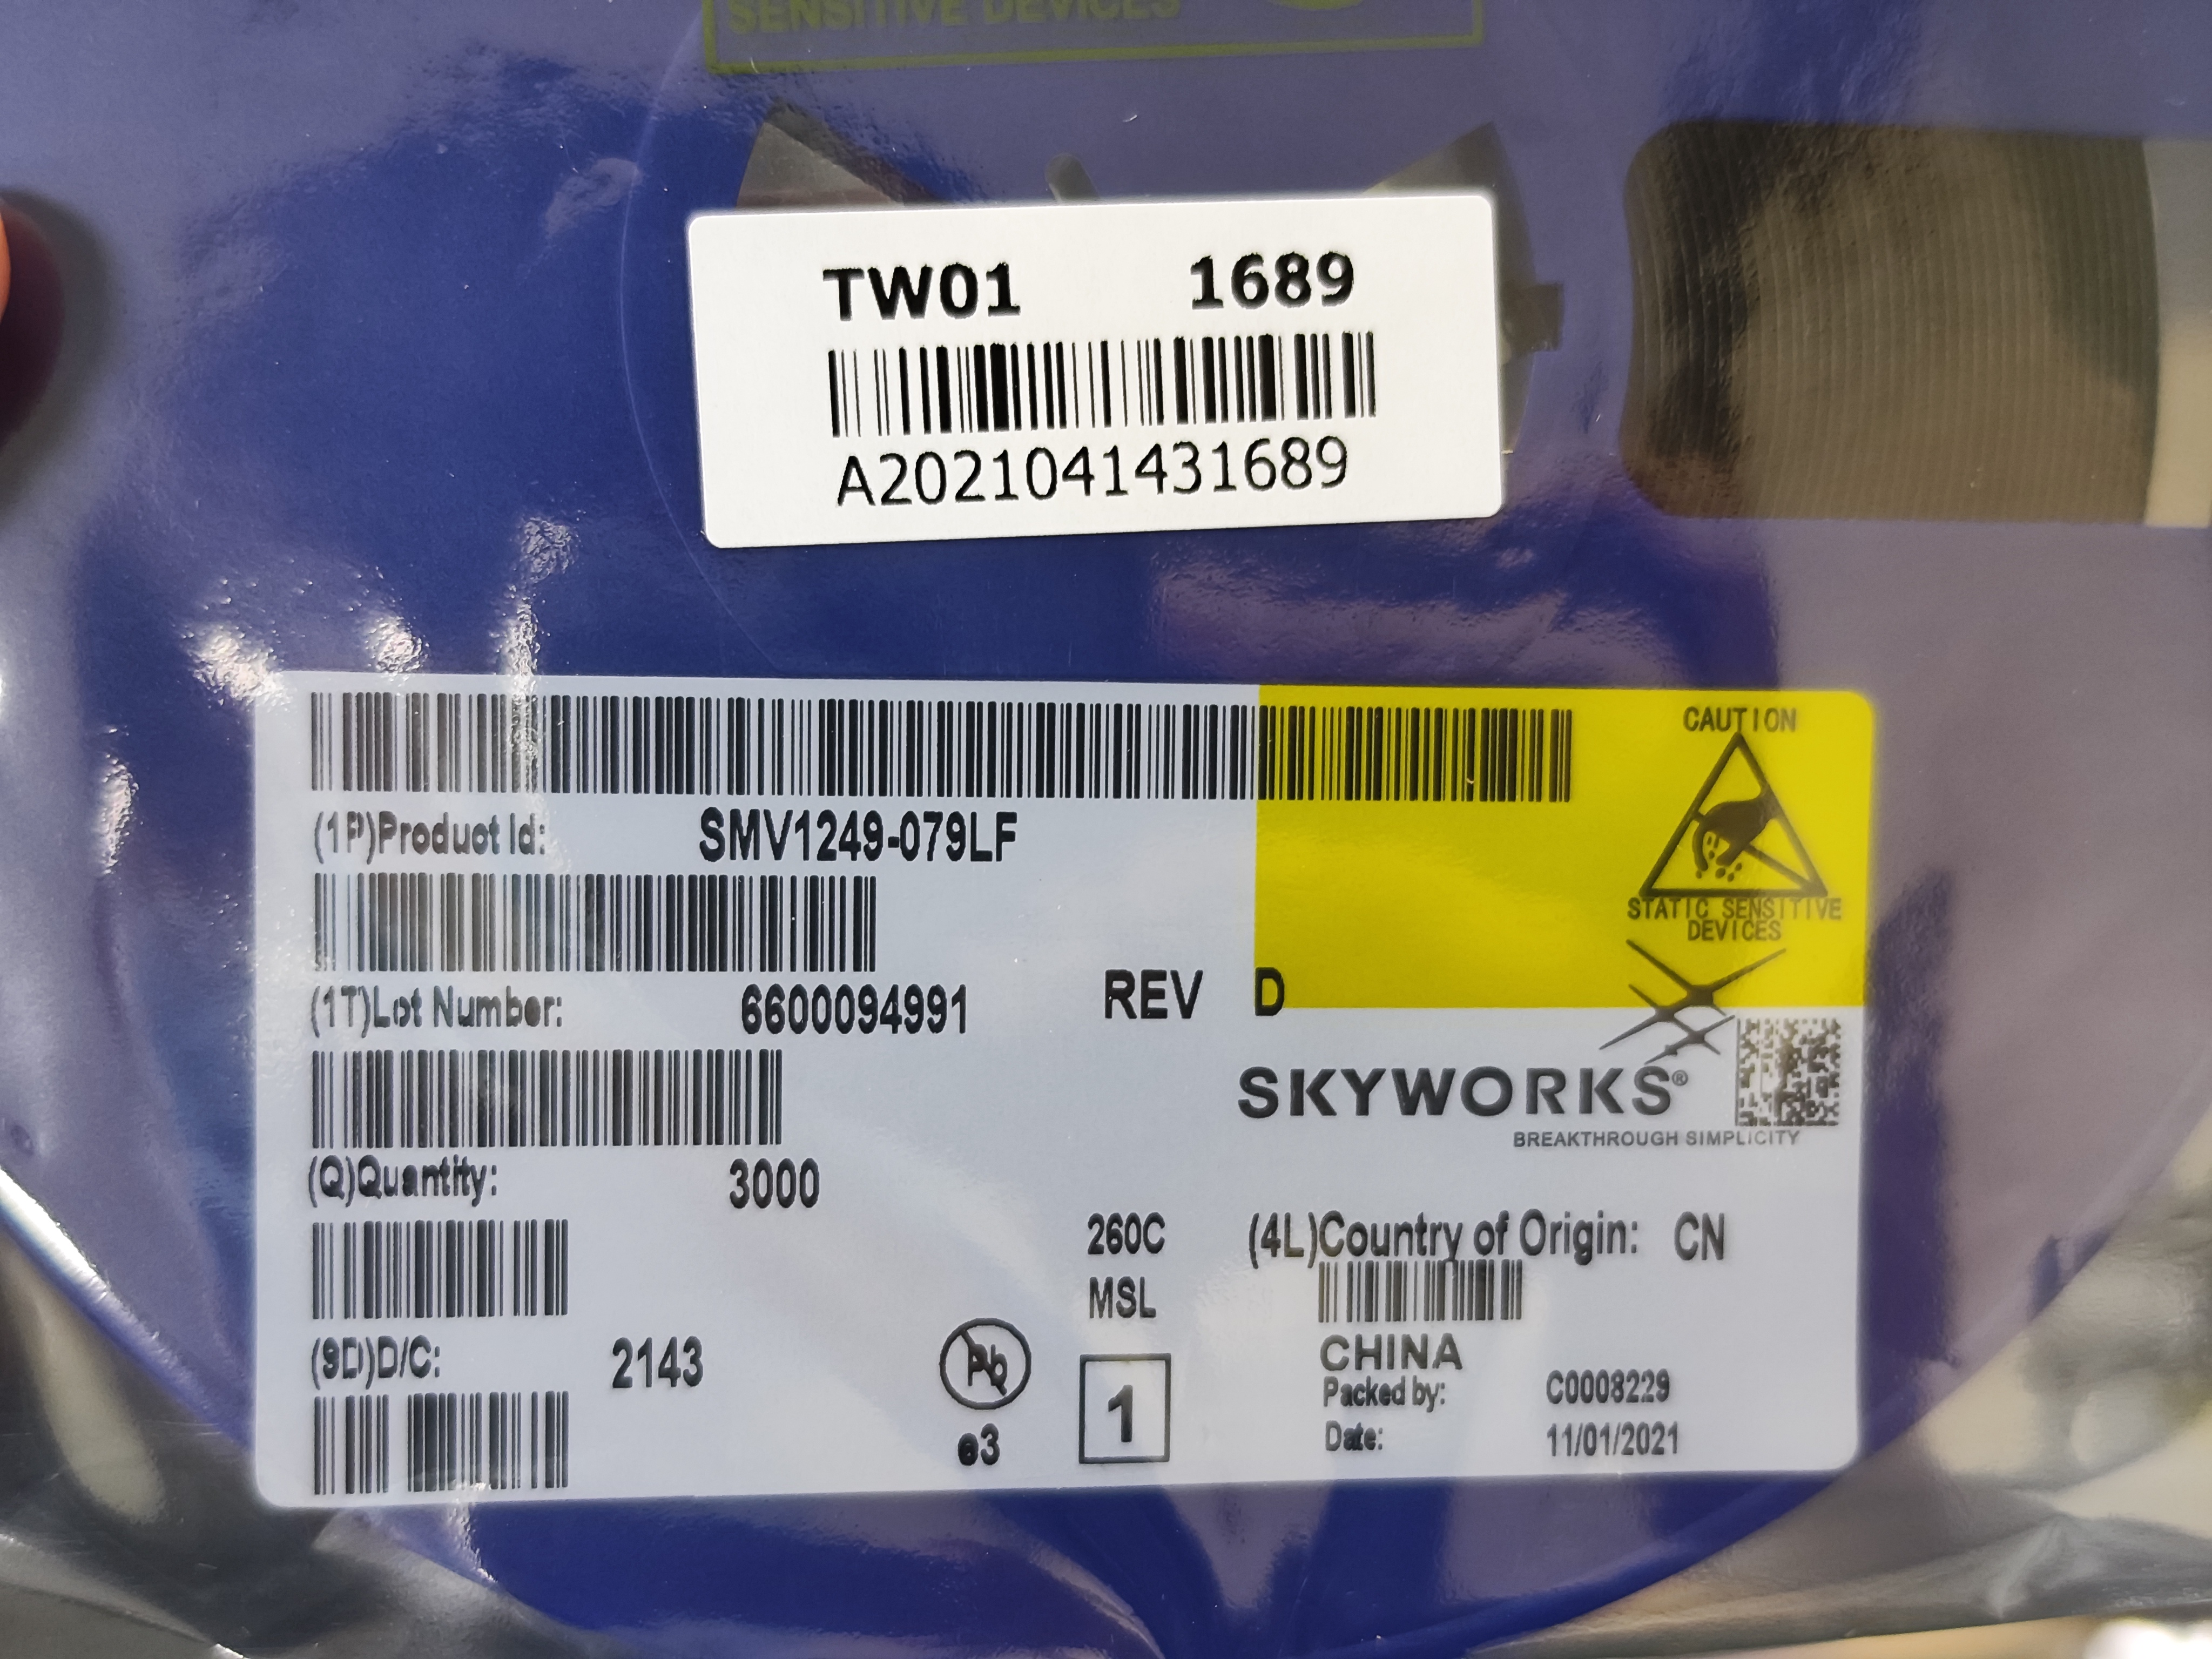 SENSITIVE DEVICES
TW01 1689
A2021041431689
CAUTION
STATIC SENSITIVE
DEVICES
(1P)Product Id: SMV1249-079LF
(1T)Lot Number: 6600094991 REV D
SKYWORKS®
BREAKTHROUGH SIMPLICITY
(Q)Quantity: 3000
260C (4L)Country of Origin: CN
MSL
1
CHINA
(9D)D/C: 2143
Pb
e3
Packed by: C0008229
Date: 11/01/2021